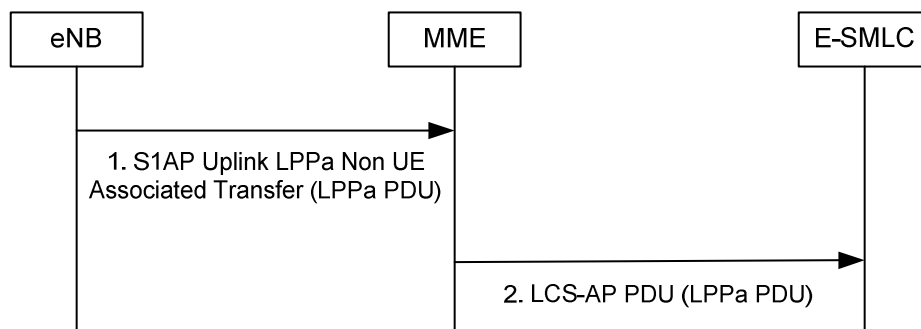 eNB
MME
E-SMLC
1. S1AP Uplink LPPa Non UE
Associated Transfer (LPPa PDU)
2. LCS-AP PDU (LPPa PDU)